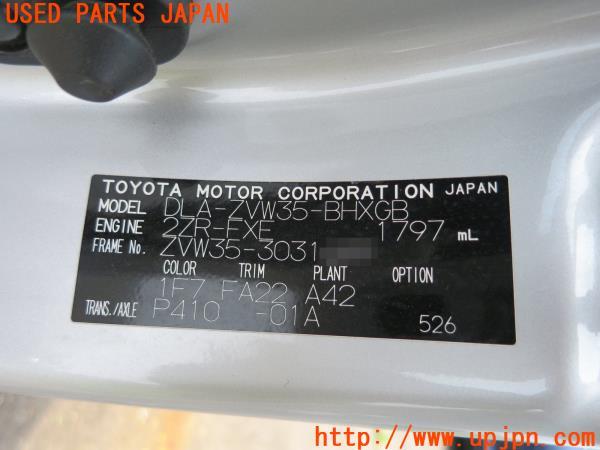 USED PARTS JAPAN
TOYOTA MOTOR CORPORATION JAPAN
MODEL DLA-ZVW35-BHXGB
ENGINE 2ZR-FXE 1797 mL
FRAME No. ZVW35-3031
COLOR TRIM PLANT OPTION
1F7 FA22 A42
TRANS./AXLE P410 -01A 526
http://www.upjpn.com